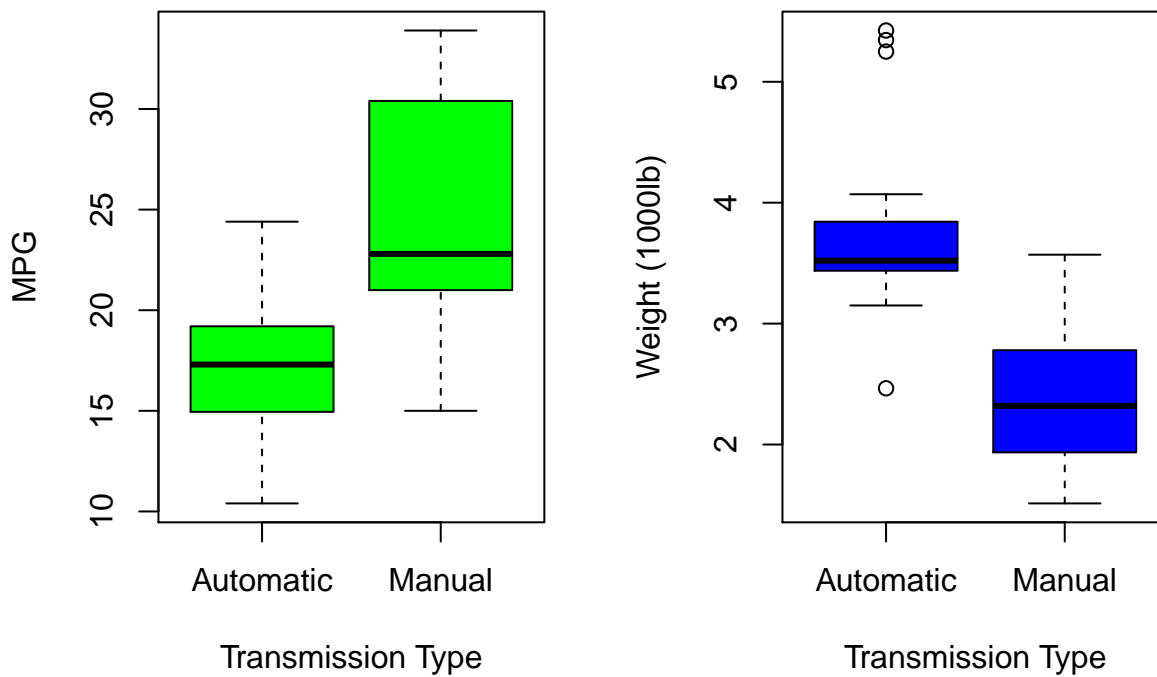 MPG
30
25
20
15
10
Automatic Manual
Transmission Type
Weight (1000lb)
5
4
3
2
Automatic Manual
Transmission Type